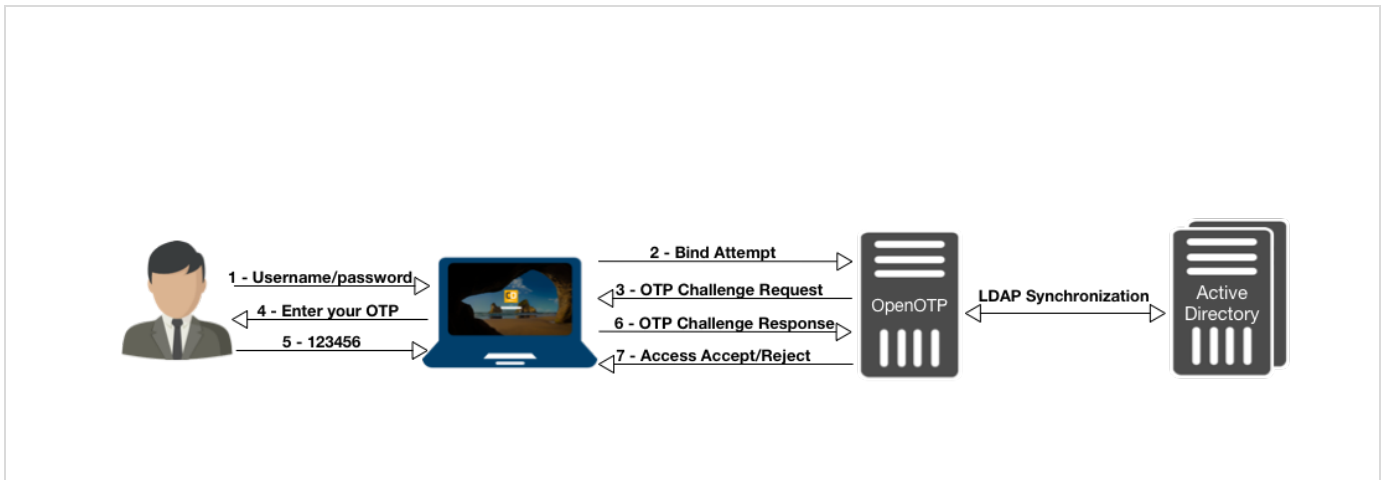 1 - Username/password
4 - Enter your OTP
5 - 123456
2 - Bind Attempt
3 - OTP Challenge Request
6 - OTP Challenge Response
7 - Access Accept/Reject
OpenOTP
LDAP Synchronization
Active
Directory